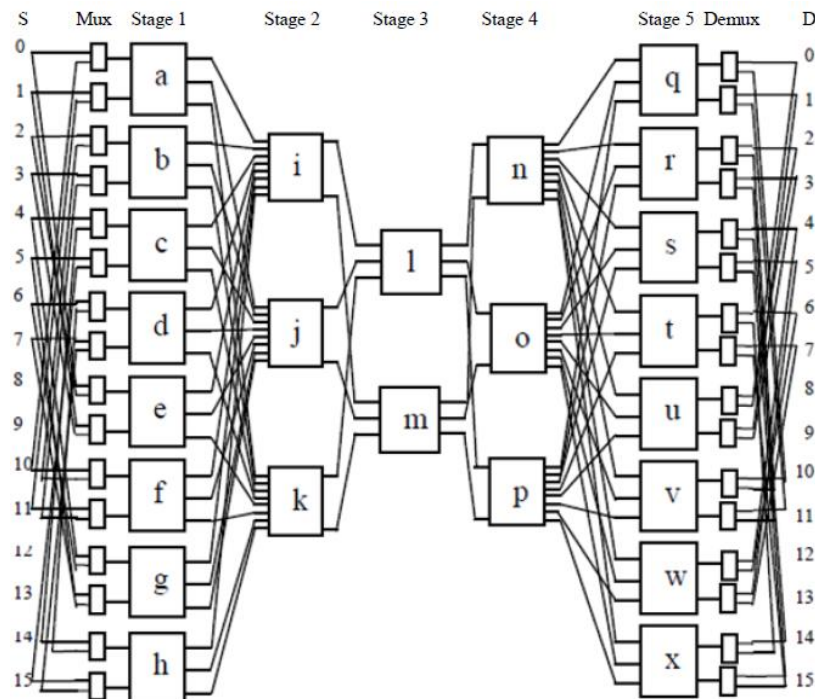 S Mux Stage 1 Stage 2 Stage 3 Stage 4 Stage 5 Demux D
0 a q 0
1 1
2 b i n r 2
3 3
4 c l s 4
5 5
6 d j o t 6
7 7
8 e m u 8
9 9
10 f k p v 10
11 11
12 g w 12
13 13
14 h x 14
15 15